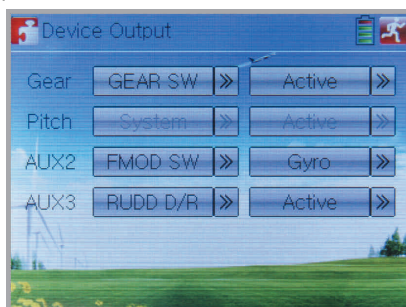 Device Output
Gear GEAR SW » Active »
Pitch System » Active »
AUX2 FMOD SW » Gyro »
AUX3 RUDD D/R » Active »